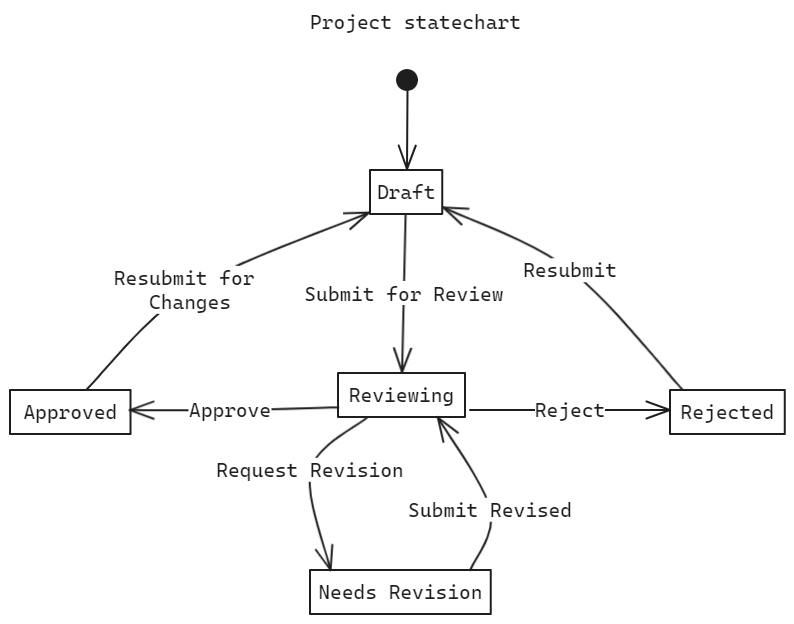 Project statechart
Draft
Resubmit for
Changes
Submit for Review
Resubmit
Approved
Approve
Reviewing
Reject
Rejected
Request Revision
Submit Revised
Needs Revision